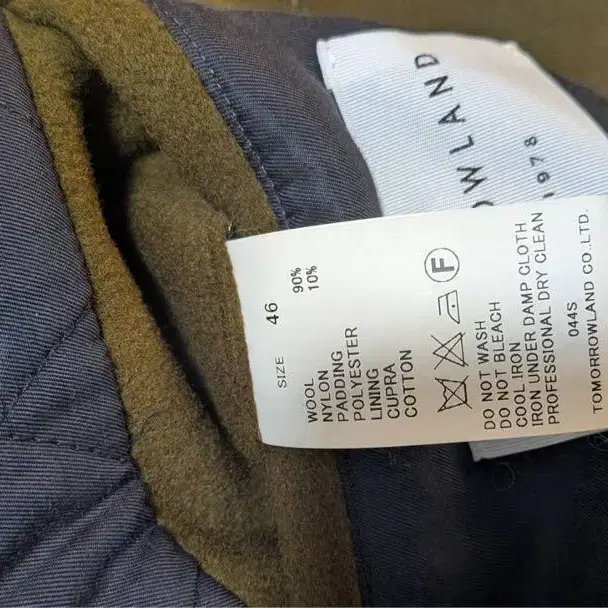 OWLAND
1978
SIZE 46
WOOL 90%
NYLON 10%
PADDING
POLYESTER
LINING
CUPRA
COTTON
F
DO NOT WASH
DO NOT BLEACH
COOL IRON
IRON UNDER DAMP CLOTH
PROFESSIONAL DRY CLEAN
044S
TOMORROWLAND CO.,LTD.